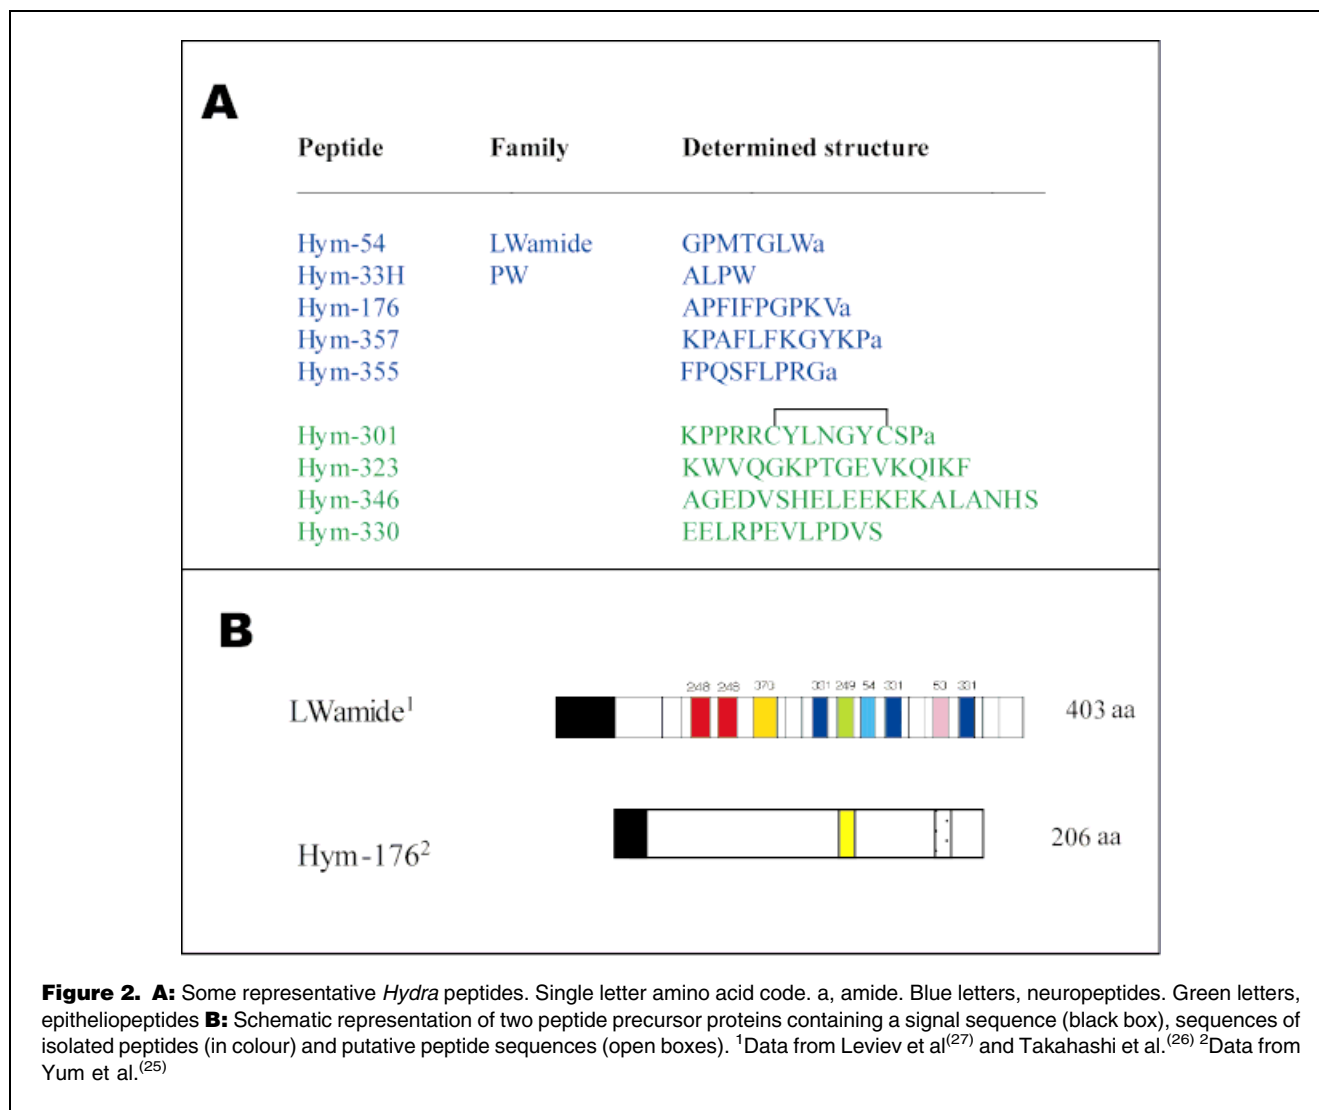 A
Peptide Family Determined structure
Hym-54 LWamide GPMTGLWa
Hym-33H PW ALPW
Hym-176 APFIFPGPKVa
Hym-357 KPAFLFKGYKPa
Hym-355 FPQSFLPRGa
Hym-301 KPPRRCYLNGYCSPa
Hym-323 KWVQGKPTGEVKQIKF
Hym-346 AGEDVSHELEEKEKALANHS
Hym-330 EELRPEVLPDVS
B
248 248 370 331 249 54 331 53 331
LWamide¹ 403 aa
Hym-176² 206 aa
Figure 2. A: Some representative Hydra peptides. Single letter amino acid code. a, amide. Blue letters, neuropeptides. Green letters,
epitheliopeptides B: Schematic representation of two peptide precursor proteins containing a signal sequence (black box), sequences of
isolated peptides (in colour) and putative peptide sequences (open boxes). ¹Data from Leviev et al(27) and Takahashi et al.(26) ²Data from
Yum et al.(25)